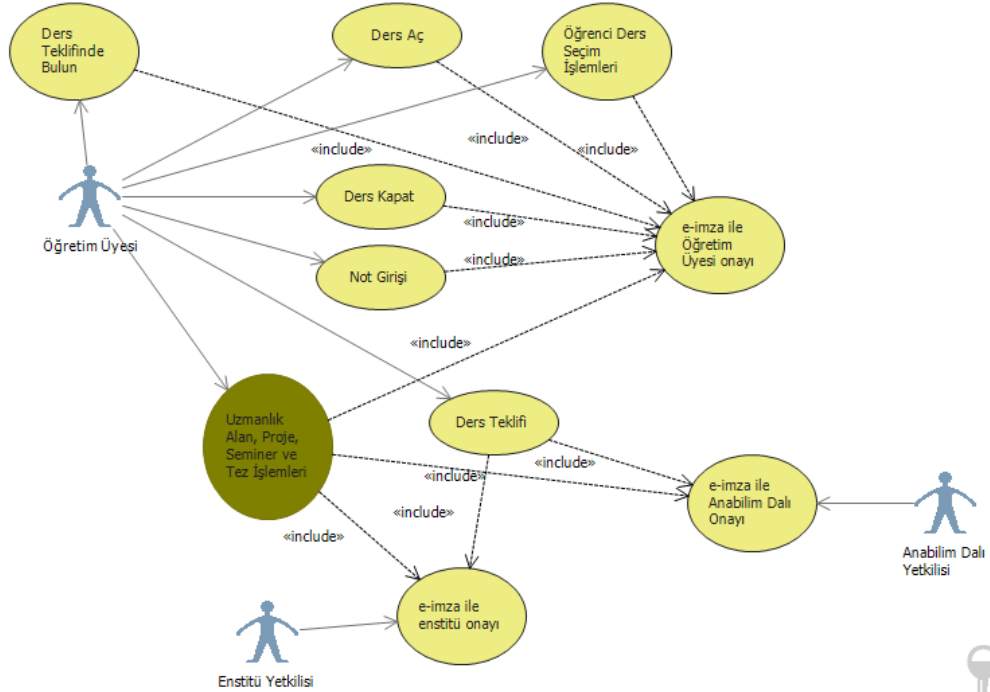 Ders
Teklifinde
Bulun
Ders Aç
Öğrenci Ders
Seçim
İşlemleri
«include»
«include»
«include»
Öğretim Üyesi
Ders Kapat
«include»
e-imza ile
Öğretim
Üyesi onayı
Not Girişi
«include»
«include»
Uzmanlık
Alan, Proje,
Seminer ve
Tez İşlemleri
Ders Teklifi
«include»
«include»
e-imza ile
Anabilim Dalı
Onayı
«include»
«include»
Anabilim Dalı
Yetkilisi
e-imza ile
enstitü onayı
Enstitü Yetkilisi